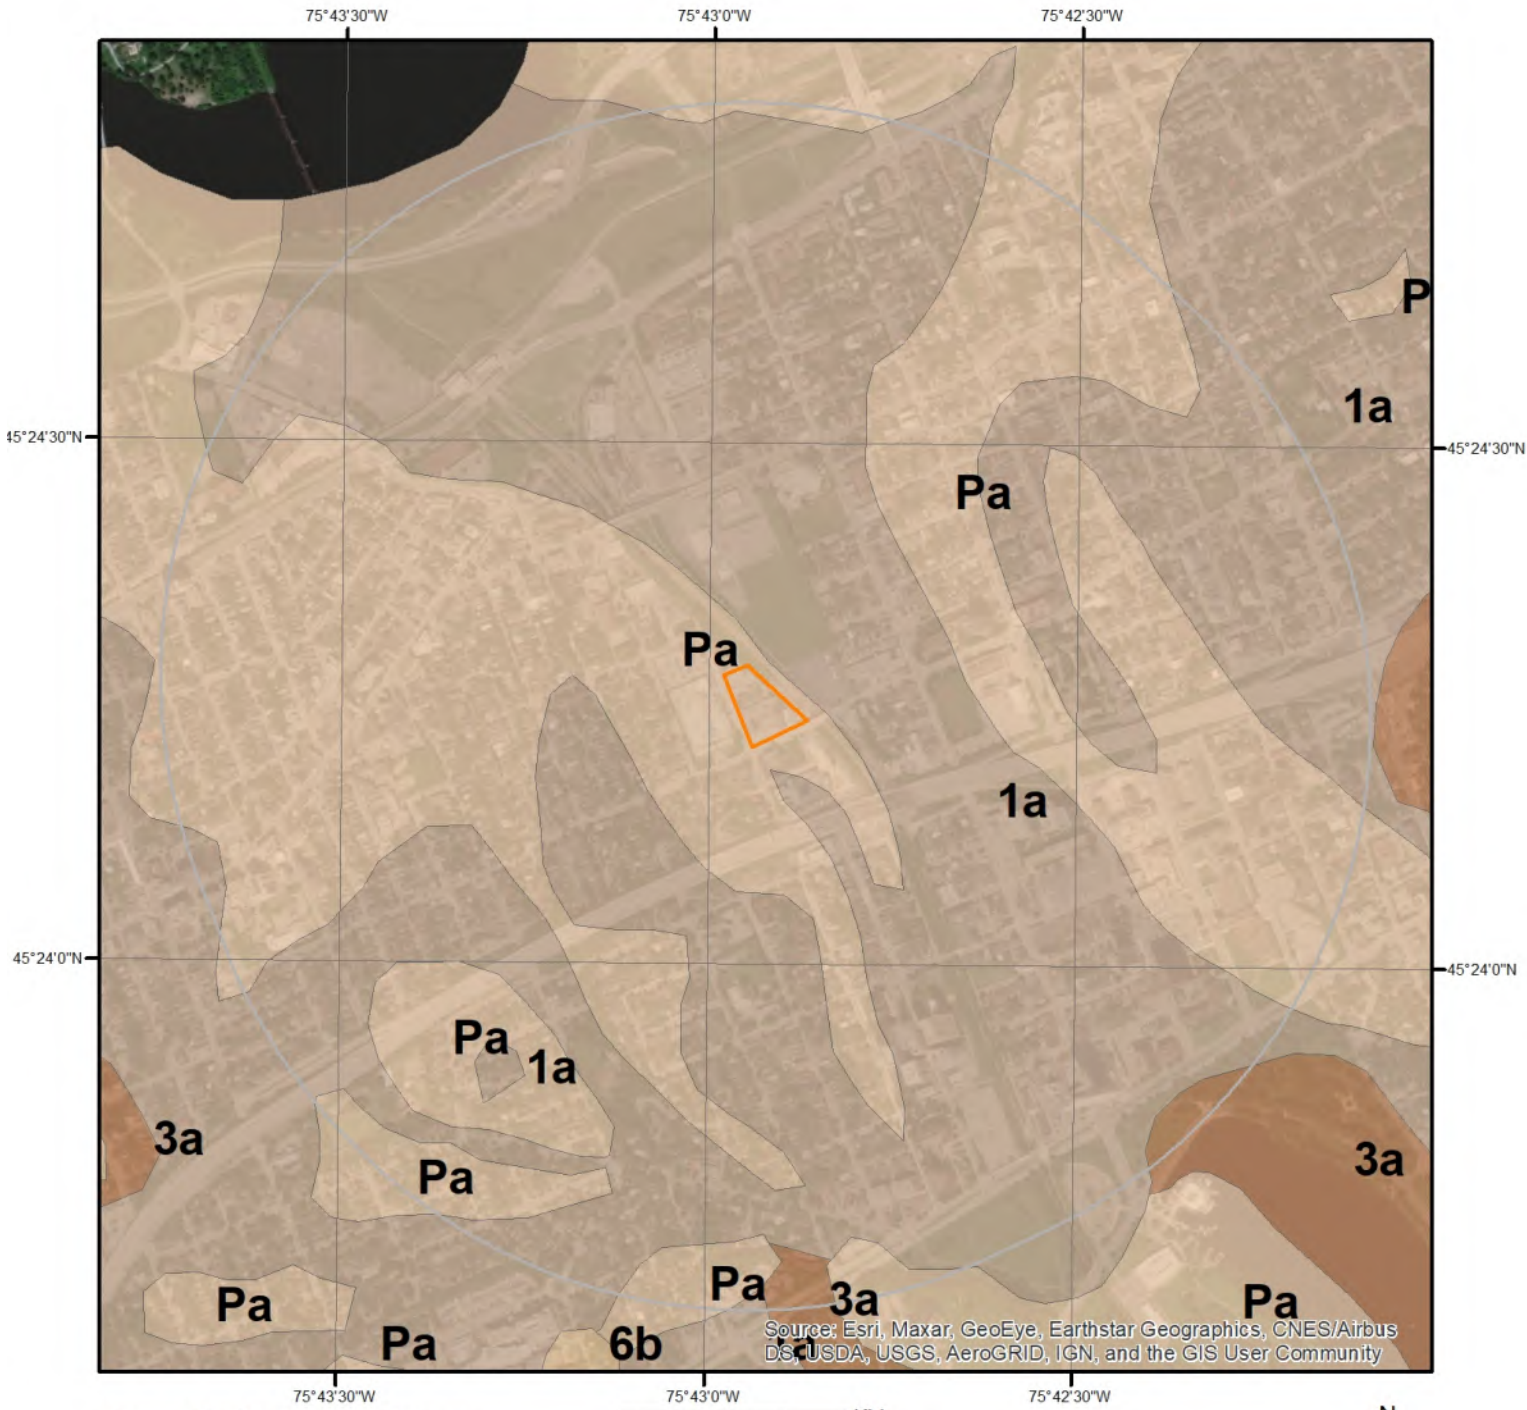 75°43'30"W 75°43'0"W 75°42'30"W
P
1a
45°24'30"N 45°24'30"N
Pa
Pa
1a
45°24'0"N 45°24'0"N
Pa
1a
3a
3a
Pa
Pa
3a
Pa
Pa
Pa
6b
Source: Esri, Maxar, GeoEye, Earthstar Geographics, CNES/Airbus
DS, USDA, USGS, AeroGRID, IGN, and the GIS User Community
75°43'30"W 75°43'0"W 75°42'30"W